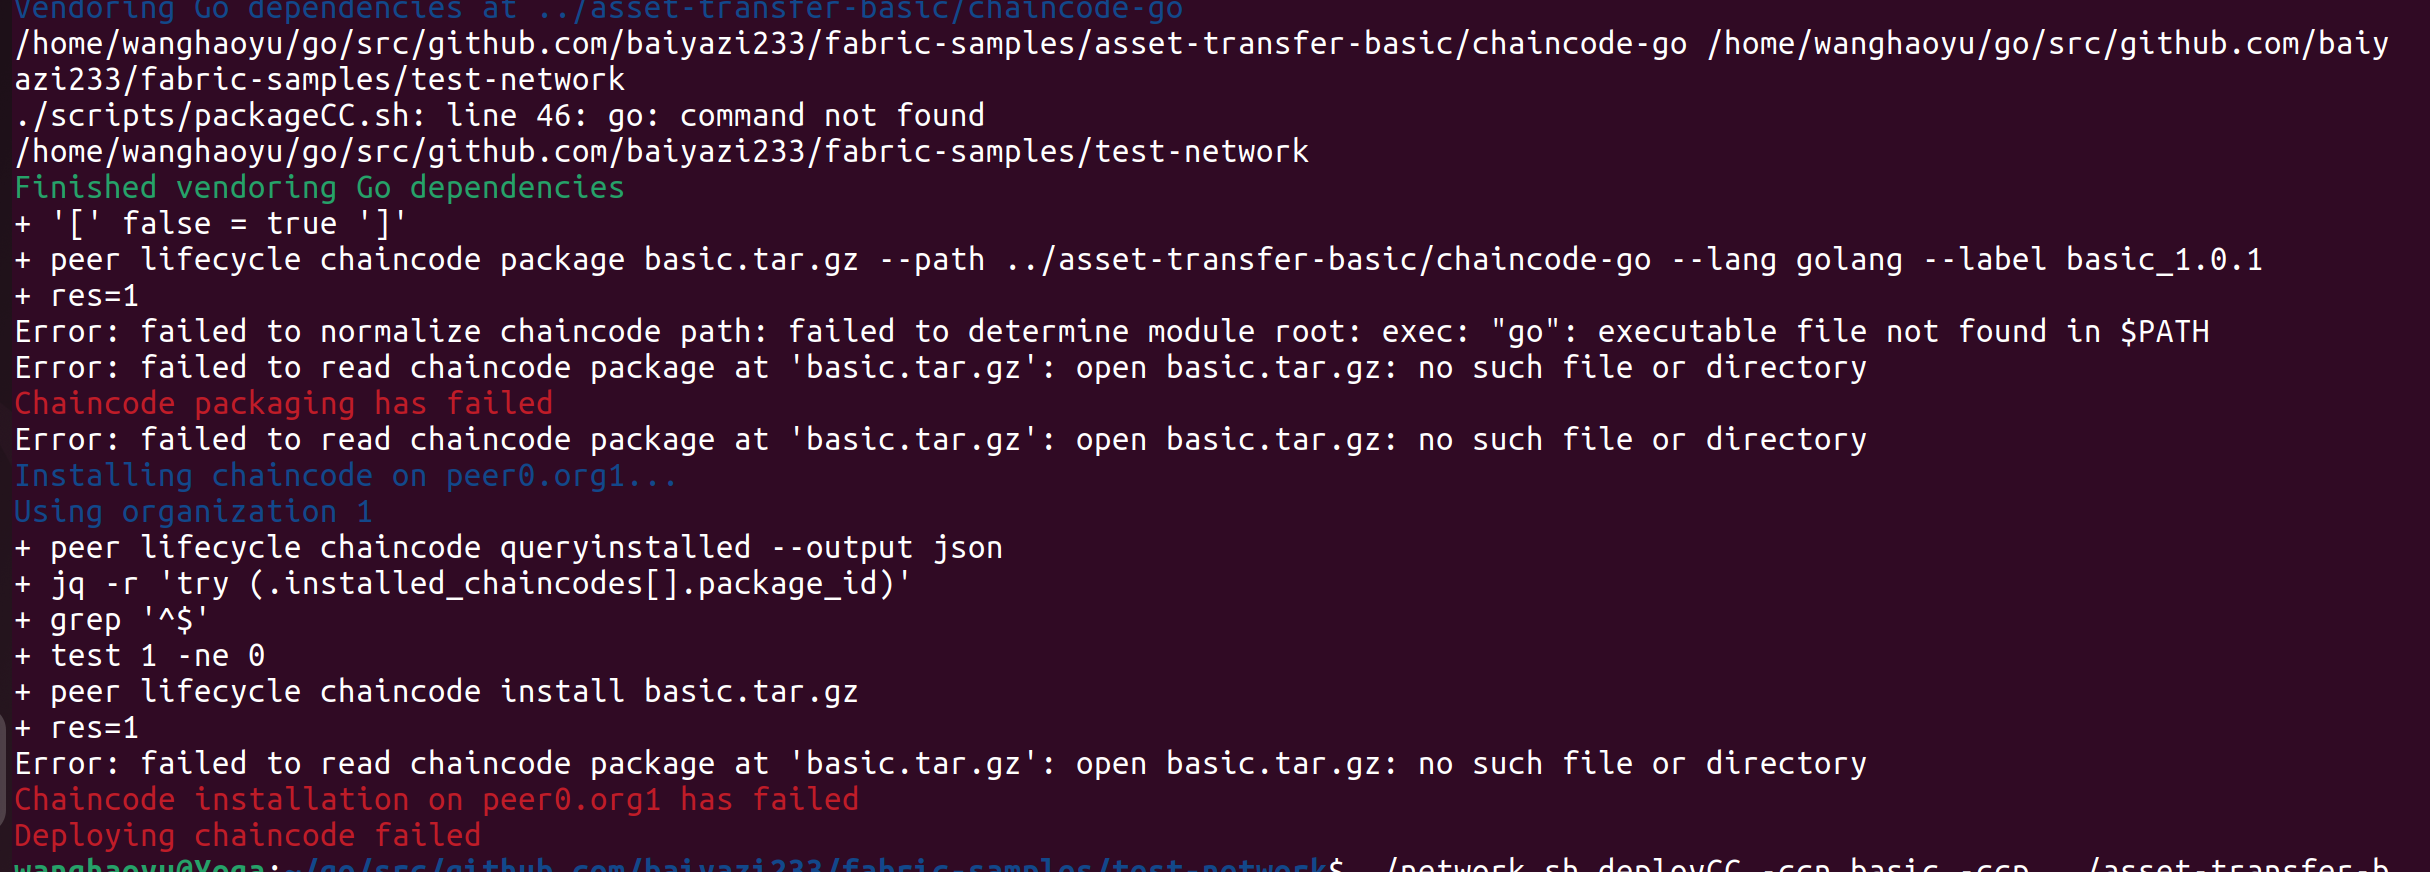 Vendoring Go dependencies at ../asset-transfer-basic/chaincode-go
/home/wanghaoyu/go/src/github.com/baiyazi233/fabric-samples/asset-transfer-basic/chaincode-go /home/wanghaoyu/go/src/github.com/baiy
azi233/fabric-samples/test-network
./scripts/packageCC.sh: line 46: go: command not found
/home/wanghaoyu/go/src/github.com/baiyazi233/fabric-samples/test-network
Finished vendoring Go dependencies
+ '[' false = true ']'
+ peer lifecycle chaincode package basic.tar.gz --path ../asset-transfer-basic/chaincode-go --lang golang --label basic_1.0.1
+ res=1
Error: failed to normalize chaincode path: failed to determine module root: exec: "go": executable file not found in $PATH
Error: failed to read chaincode package at 'basic.tar.gz': open basic.tar.gz: no such file or directory
Chaincode packaging has failed
Error: failed to read chaincode package at 'basic.tar.gz': open basic.tar.gz: no such file or directory
Installing chaincode on peer0.org1...
Using organization 1
+ peer lifecycle chaincode queryinstalled --output json
+ jq -r 'try (.installed_chaincodes[].package_id)'
+ grep '^$'
+ test 1 -ne 0
+ peer lifecycle chaincode install basic.tar.gz
+ res=1
Error: failed to read chaincode package at 'basic.tar.gz': open basic.tar.gz: no such file or directory
Chaincode installation on peer0.org1 has failed
Deploying chaincode failed
wanghaoyu@Yoga:~/go/src/github.com/baiyazi233/fabric-samples/test-network$ ./network.sh deployCC -ccn basic -ccp ../asset-transfer-b